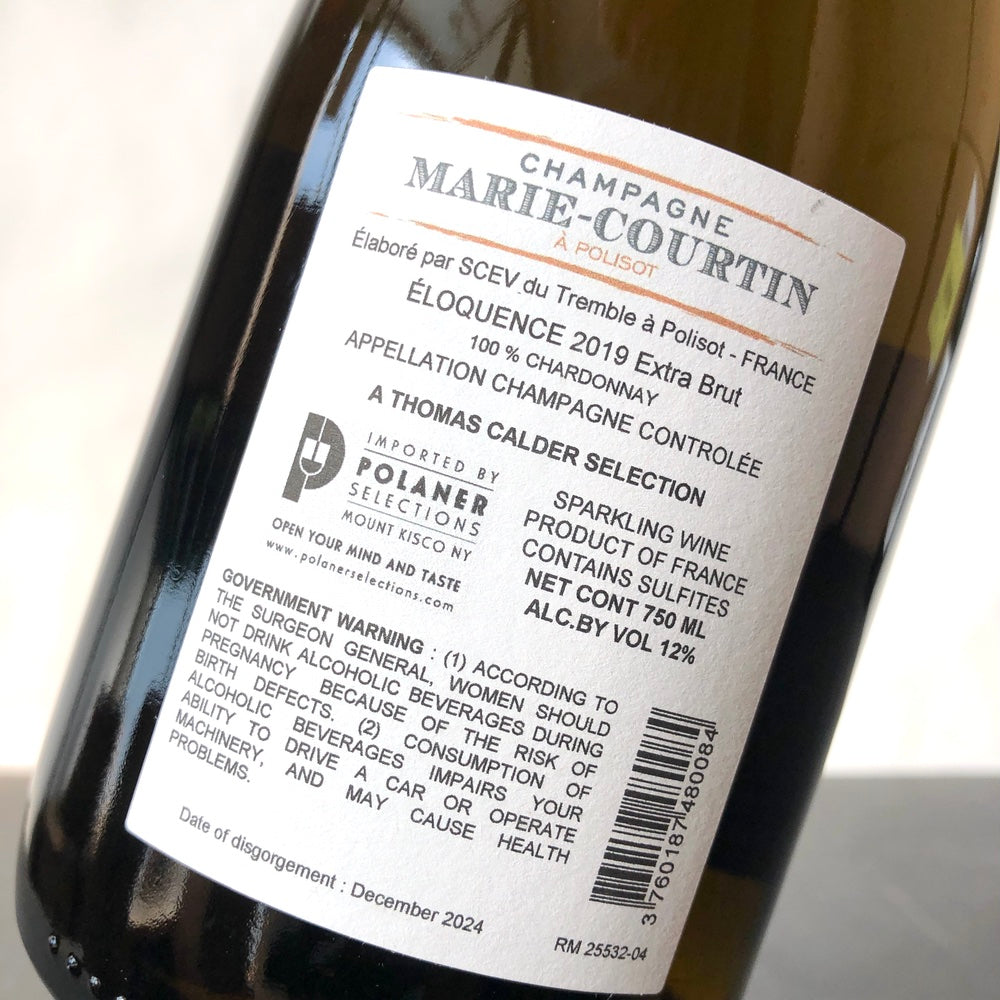 CHAMPAGNE
MARIE-COURTIN
À POLISOT
Élaboré par SCEV du Tremble à Polisot - FRANCE
ÉLOQUENCE 2019 Extra Brut
100 % CHARDONNAY
APPELLATION CHAMPAGNE CONTROLÉE
A THOMAS CALDER SELECTION
IMPORTED BY
POLANER
SELECTIONS
MOUNT KISCO NY
OPEN YOUR MIND AND TASTE
www.polanerselections.com
SPARKLING WINE
PRODUCT OF FRANCE
CONTAINS SULFITES
NET CONT 750 ML
ALC.BY VOL 12%
GOVERNMENT WARNING : (1) ACCORDING TO
THE SURGEON GENERAL, WOMEN SHOULD
NOT DRINK ALCOHOLIC BEVERAGES DURING
PREGNANCY BECAUSE OF THE RISK OF
BIRTH DEFECTS. (2) CONSUMPTION OF
ALCOHOLIC BEVERAGES IMPAIRS YOUR
ABILITY TO DRIVE A CAR OR OPERATE
MACHINERY, AND MAY CAUSE HEALTH
PROBLEMS.
3 760187 480084
Date of disgorgement : December 2024
RM 25532-04